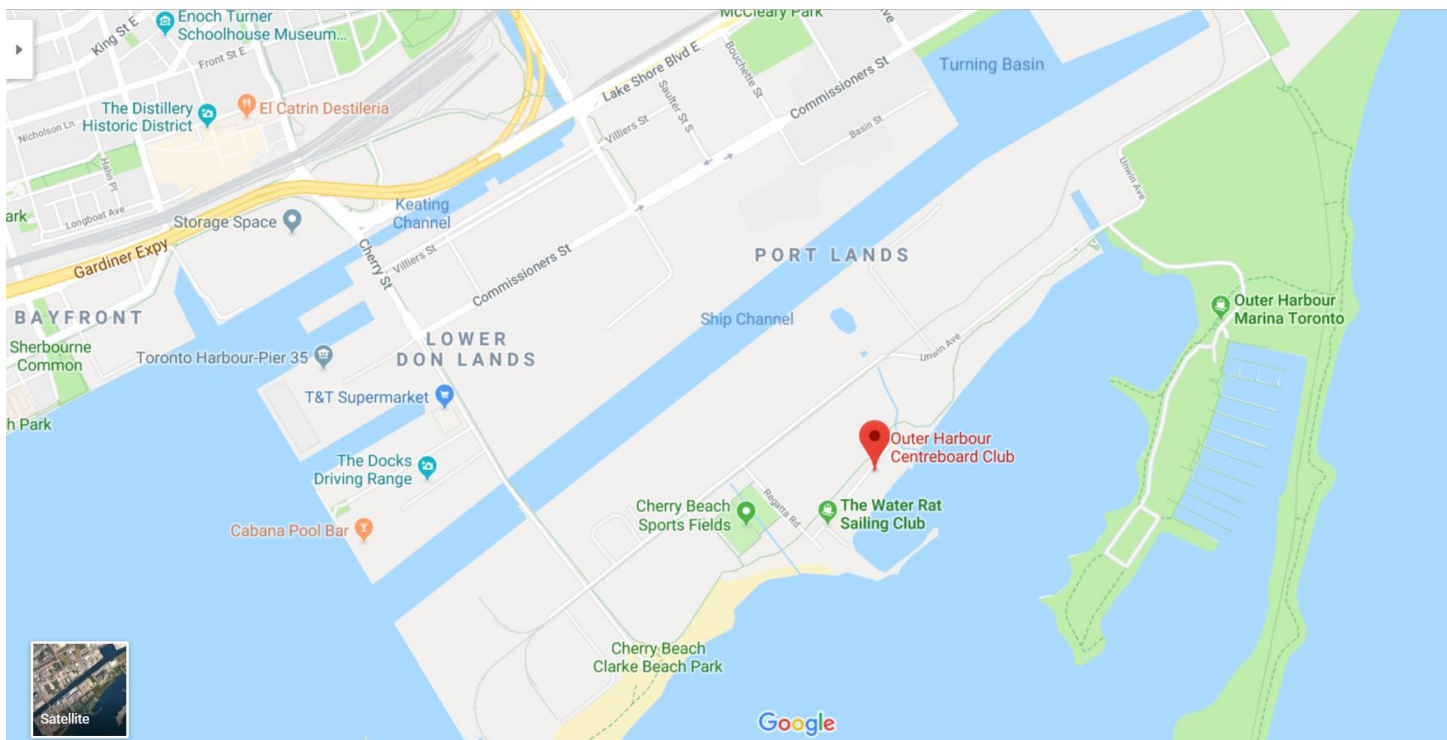 Enoch Turner
Schoolhouse Museum...
King St E
Front St E
McCleary Park
Lake Shore Blvd E
Bouchette St
Saulter St S
Commissioners St
Turning Basin
The Distillery
Historic District
El Catrin Destileria
Nicholson Ln
Villiers St
Basin St
Hahn Pl
Unwin Ave
Longboat Ave
ark
Storage Space
Keating
Channel
Gardiner Expy
Cherry St
Villiers St
Commissioners St
PORT LANDS
BAYFRONT
Ship Channel
Outer Harbour
Marina Toronto
Sherbourne
Common
Toronto Harbour-Pier 35
LOWER
DON LANDS
Unwin Ave
T&T Supermarket
h Park
Outer Harbour
Centreboard Club
The Docks
Driving Range
Cherry Beach
Sports Fields
Regatta Rd
The Water Rat
Sailing Club
Cabana Pool Bar
Cherry Beach
Clarke Beach Park
Satellite
Google